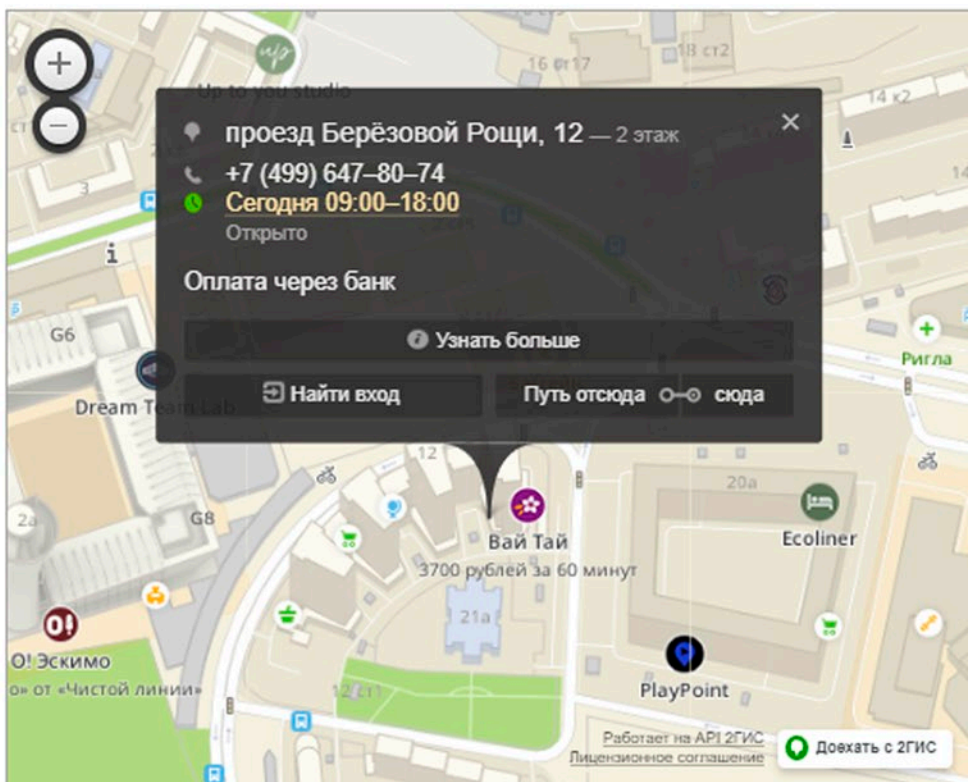 Up to you studio
16 ст17
18 ст2
14 к2
3
проезд Берёзовой Рощи, 12 — 2 этаж
+7 (499) 647–80–74
Сегодня 09:00–18:00
Открыто
Оплата через банк
Узнать больше
Найти вход
Путь отсюда сюда
G6
Ригла
Dream Team Lab
12
20a
2a
G8
Вай Тай
3700 рублей за 60 минут
Ecoliner
21a
О! Эскимо
о» от «Чистой линии»
12 ст1
PlayPoint
Работает на API 2ГИС
Лицензионное соглашение
Доехать с 2ГИС